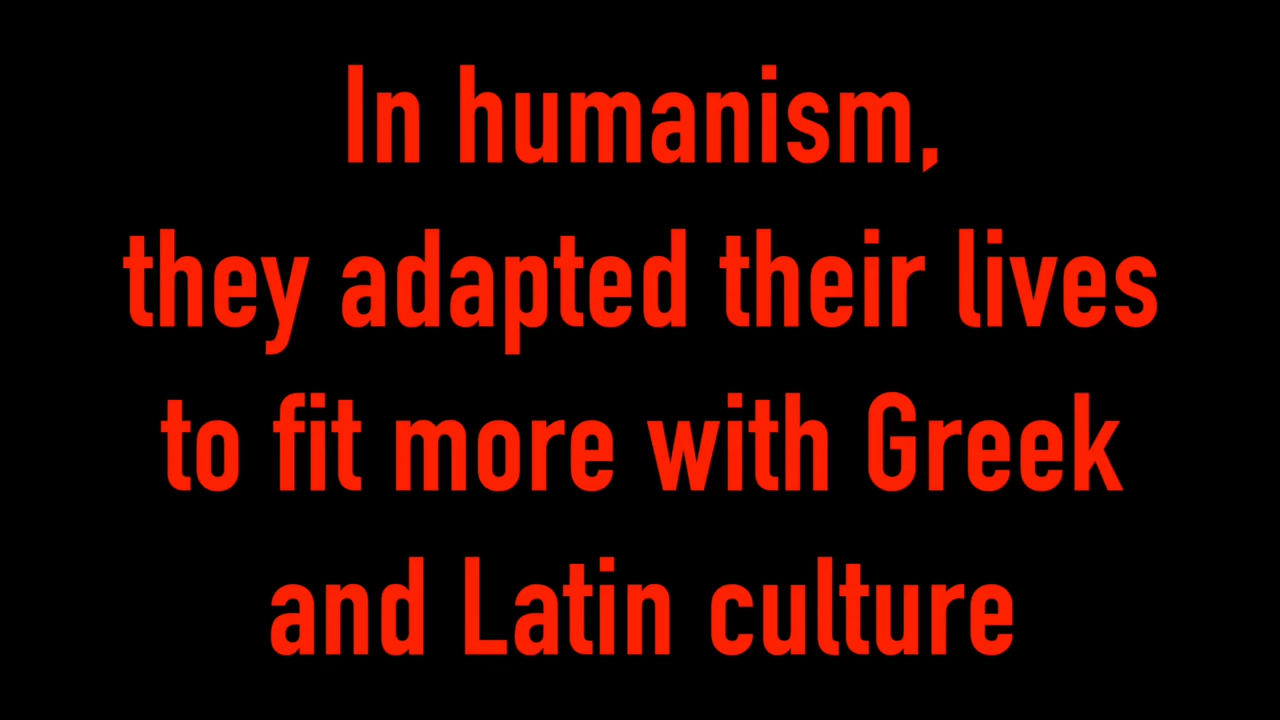 In humanism,
they adapted their lives
to fit more with Greek
and Latin culture